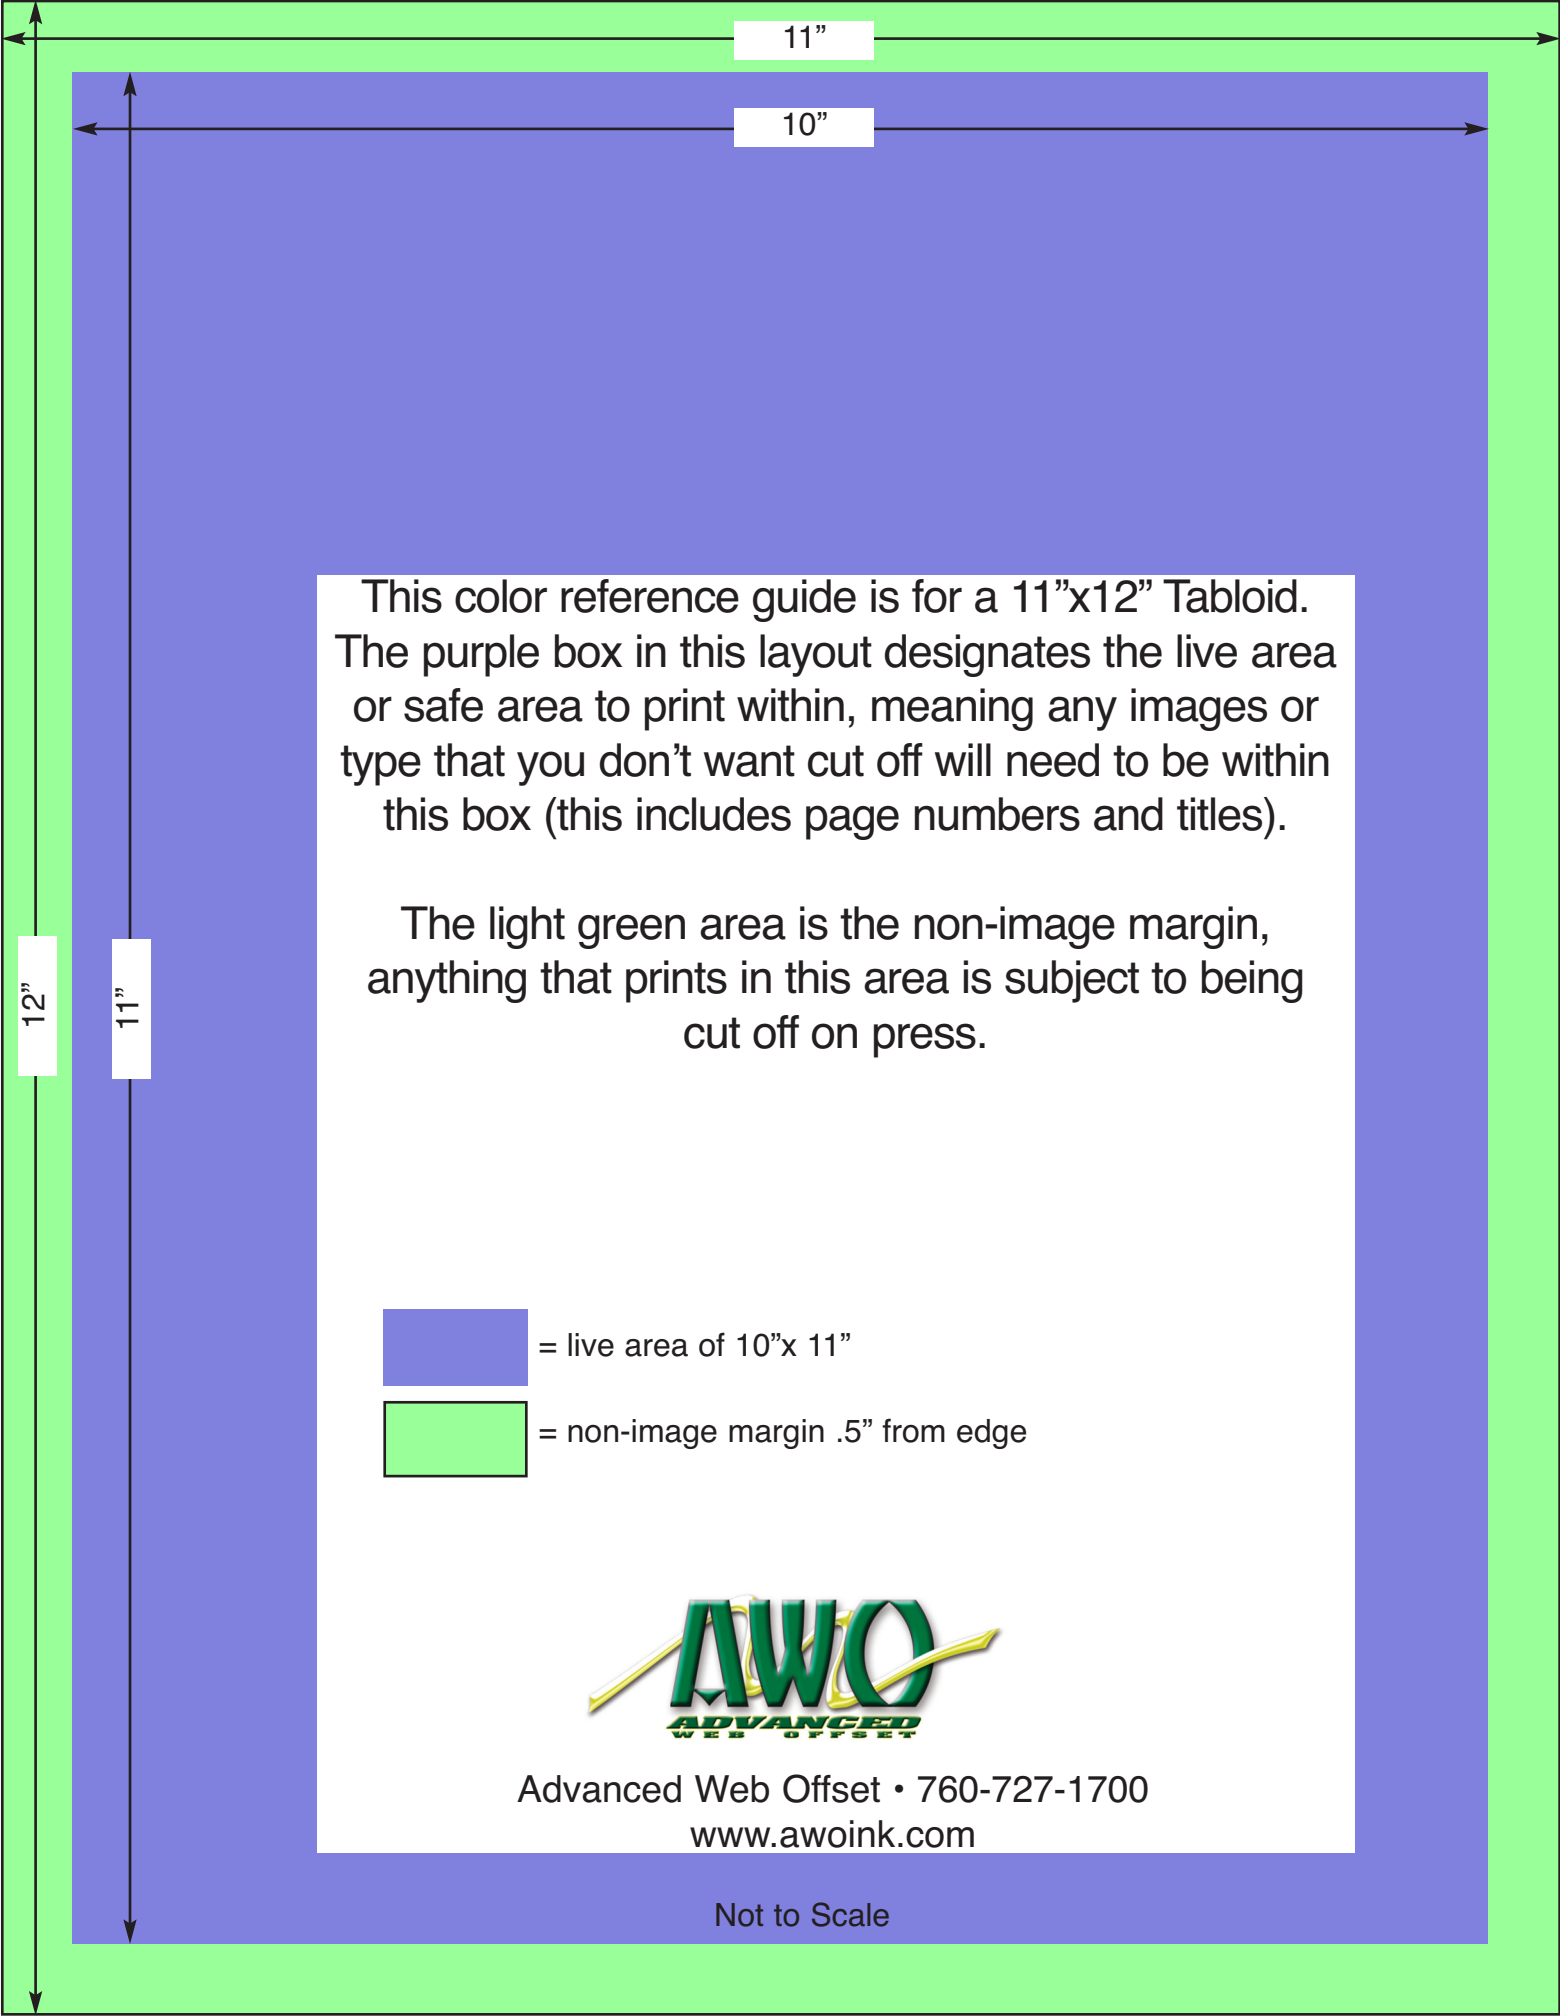 11”
10”
This color reference guide is for a 11”x12” Tabloid.
The purple box in this layout designates the live area
or safe area to print within, meaning any images or
type that you don’t want cut off will need to be within
this box (this includes page numbers and titles).
The light green area is the non-image margin,
anything that prints in this area is subject to being
cut off on press.
12”
11”
= live area of 10”x 11”
= non-image margin .5” from edge
AWO
ADVANCED
WEB OFFSET
Advanced Web Offset • 760-727-1700
www.awoink.com
Not to Scale